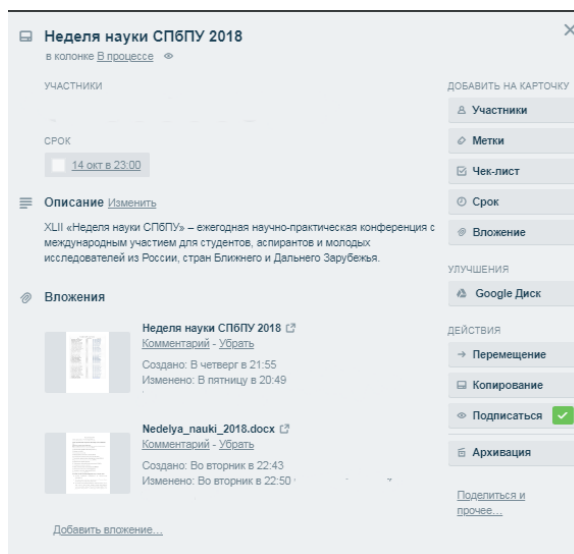 Неделя науки СПбПУ 2018
в колонке В процессе
УЧАСТНИКИ
СРОК
14 окт в 23:00
Описание Изменить
XLII «Неделя науки СПбПУ» – ежегодная научно-практическая конференция с
международным участием для студентов, аспирантов и молодых
исследователей из России, стран Ближнего и Дальнего Зарубежья.
Вложения
Неделя науки СПбПУ 2018
Комментарий - Убрать
Создано: В четверг в 21:55
Изменено: В пятницу в 20:49
Nedelya_nauki_2018.docx
Комментарий - Убрать
Создано: Во вторник в 22:43
Изменено: Во вторник в 22:50
Добавить вложение…
ДОБАВИТЬ НА КАРТОЧКУ
Участники
Метки
Чек-лист
Срок
Вложение
УЛУЧШЕНИЯ
Google Диск
ДЕЙСТВИЯ
Перемещение
Копирование
Подписаться
Архивация
Поделиться и
прочее…